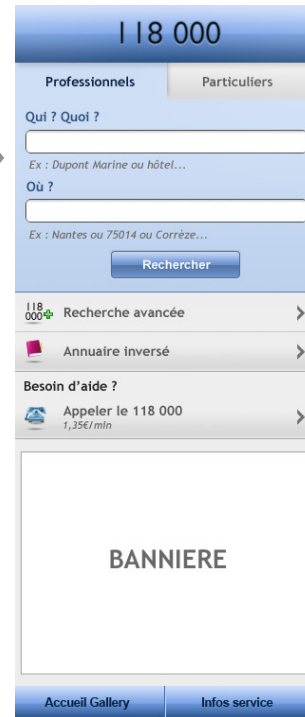 118 000
Professionnels
Particuliers
Qui ? Quoi ?
Ex : Dupont Marine ou hôtel...
Où ?
Ex : Nantes ou 75014 ou Corrèze...
Rechercher
118
000
Recherche avancée
Annuaire inversé
Besoin d'aide ?
Appeler le 118 000
1,35€/min
BANNIERE
Accueil Gallery
Infos service